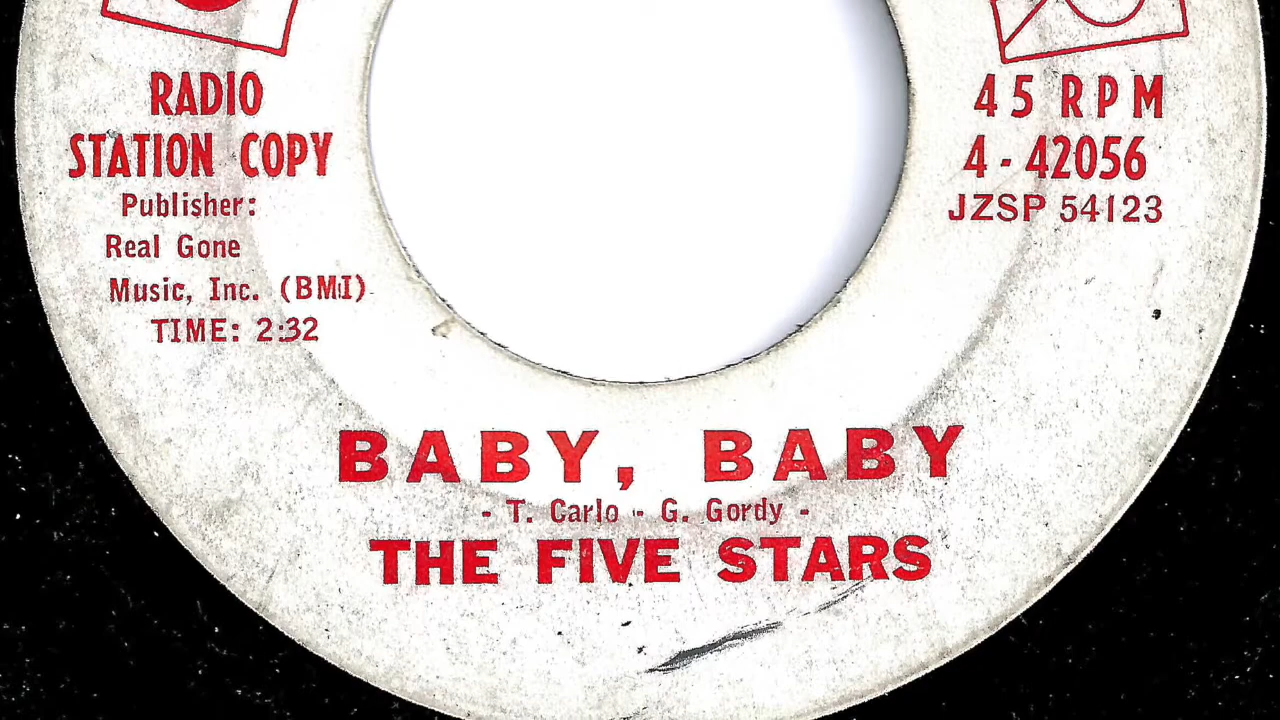 RADIO
STATION COPY
Publisher:
Real Gone
Music, Inc. (BMI)
TIME: 2:32
45 RPM
4-42056
JZSP 54123
BABY, BABY
- T. Carlo - G. Gordy -
THE FIVE STARS